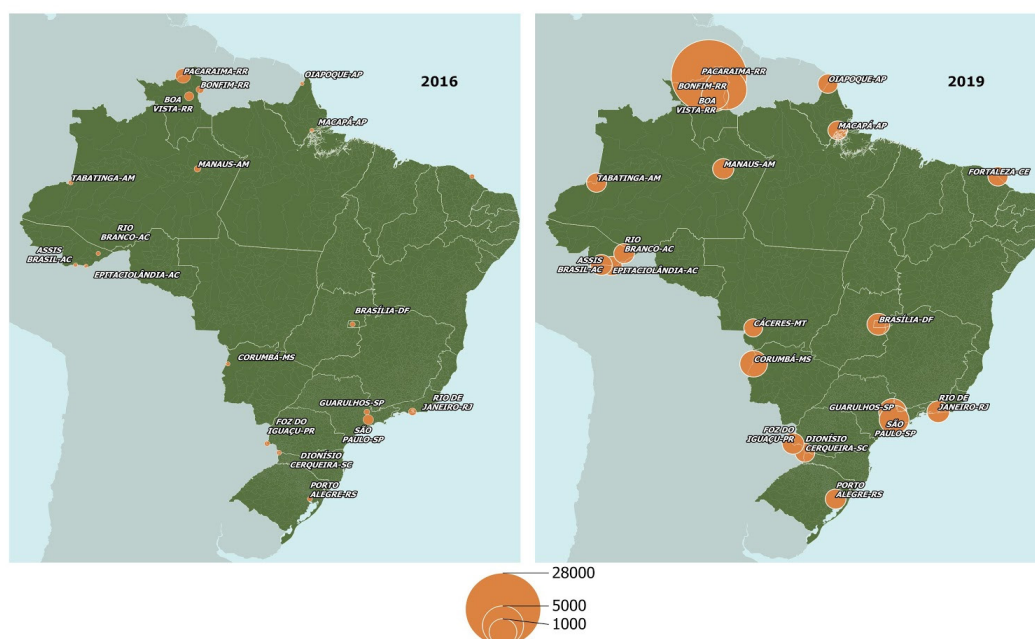 2016
PACARAIMA-RR
BONFIM-RR
BOA
VISTA-RR
OIAPOQUE-AP
MACAPÁ-AP
MANAUS-AM
TABATINGA-AM
RIO
BRANCO-AC
ASSIS
BRASIL-AC
EPITACIOLÂNDIA-AC
BRASÍLIA-DF
CORUMBÁ-MS
GUARULHOS-SP
RIO DE
JANEIRO-RJ
SÃO
PAULO-SP
FOZ DO
IGUAÇU-PR
DIONÍSIO
CERQUEIRA-SC
PORTO
ALEGRE-RS
2019
PACARAIMA-RR
BONFIM-RR
BOA
VISTA-RR
OIAPOQUE-AP
MACAPÁ-AP
FORTALEZA-CE
MANAUS-AM
TABATINGA-AM
RIO
BRANCO-AC
ASSIS
BRASIL-AC
EPITACIOLÂNDIA-AC
CÁCERES-MT
BRASÍLIA-DF
CORUMBÁ-MS
GUARULHOS-SP
RIO DE
JANEIRO-RJ
SÃO
PAULO-SP
FOZ DO
IGUAÇU-PR
DIONÍSIO
CERQUEIRA-SC
PORTO
ALEGRE-RS
28000
5000
1000